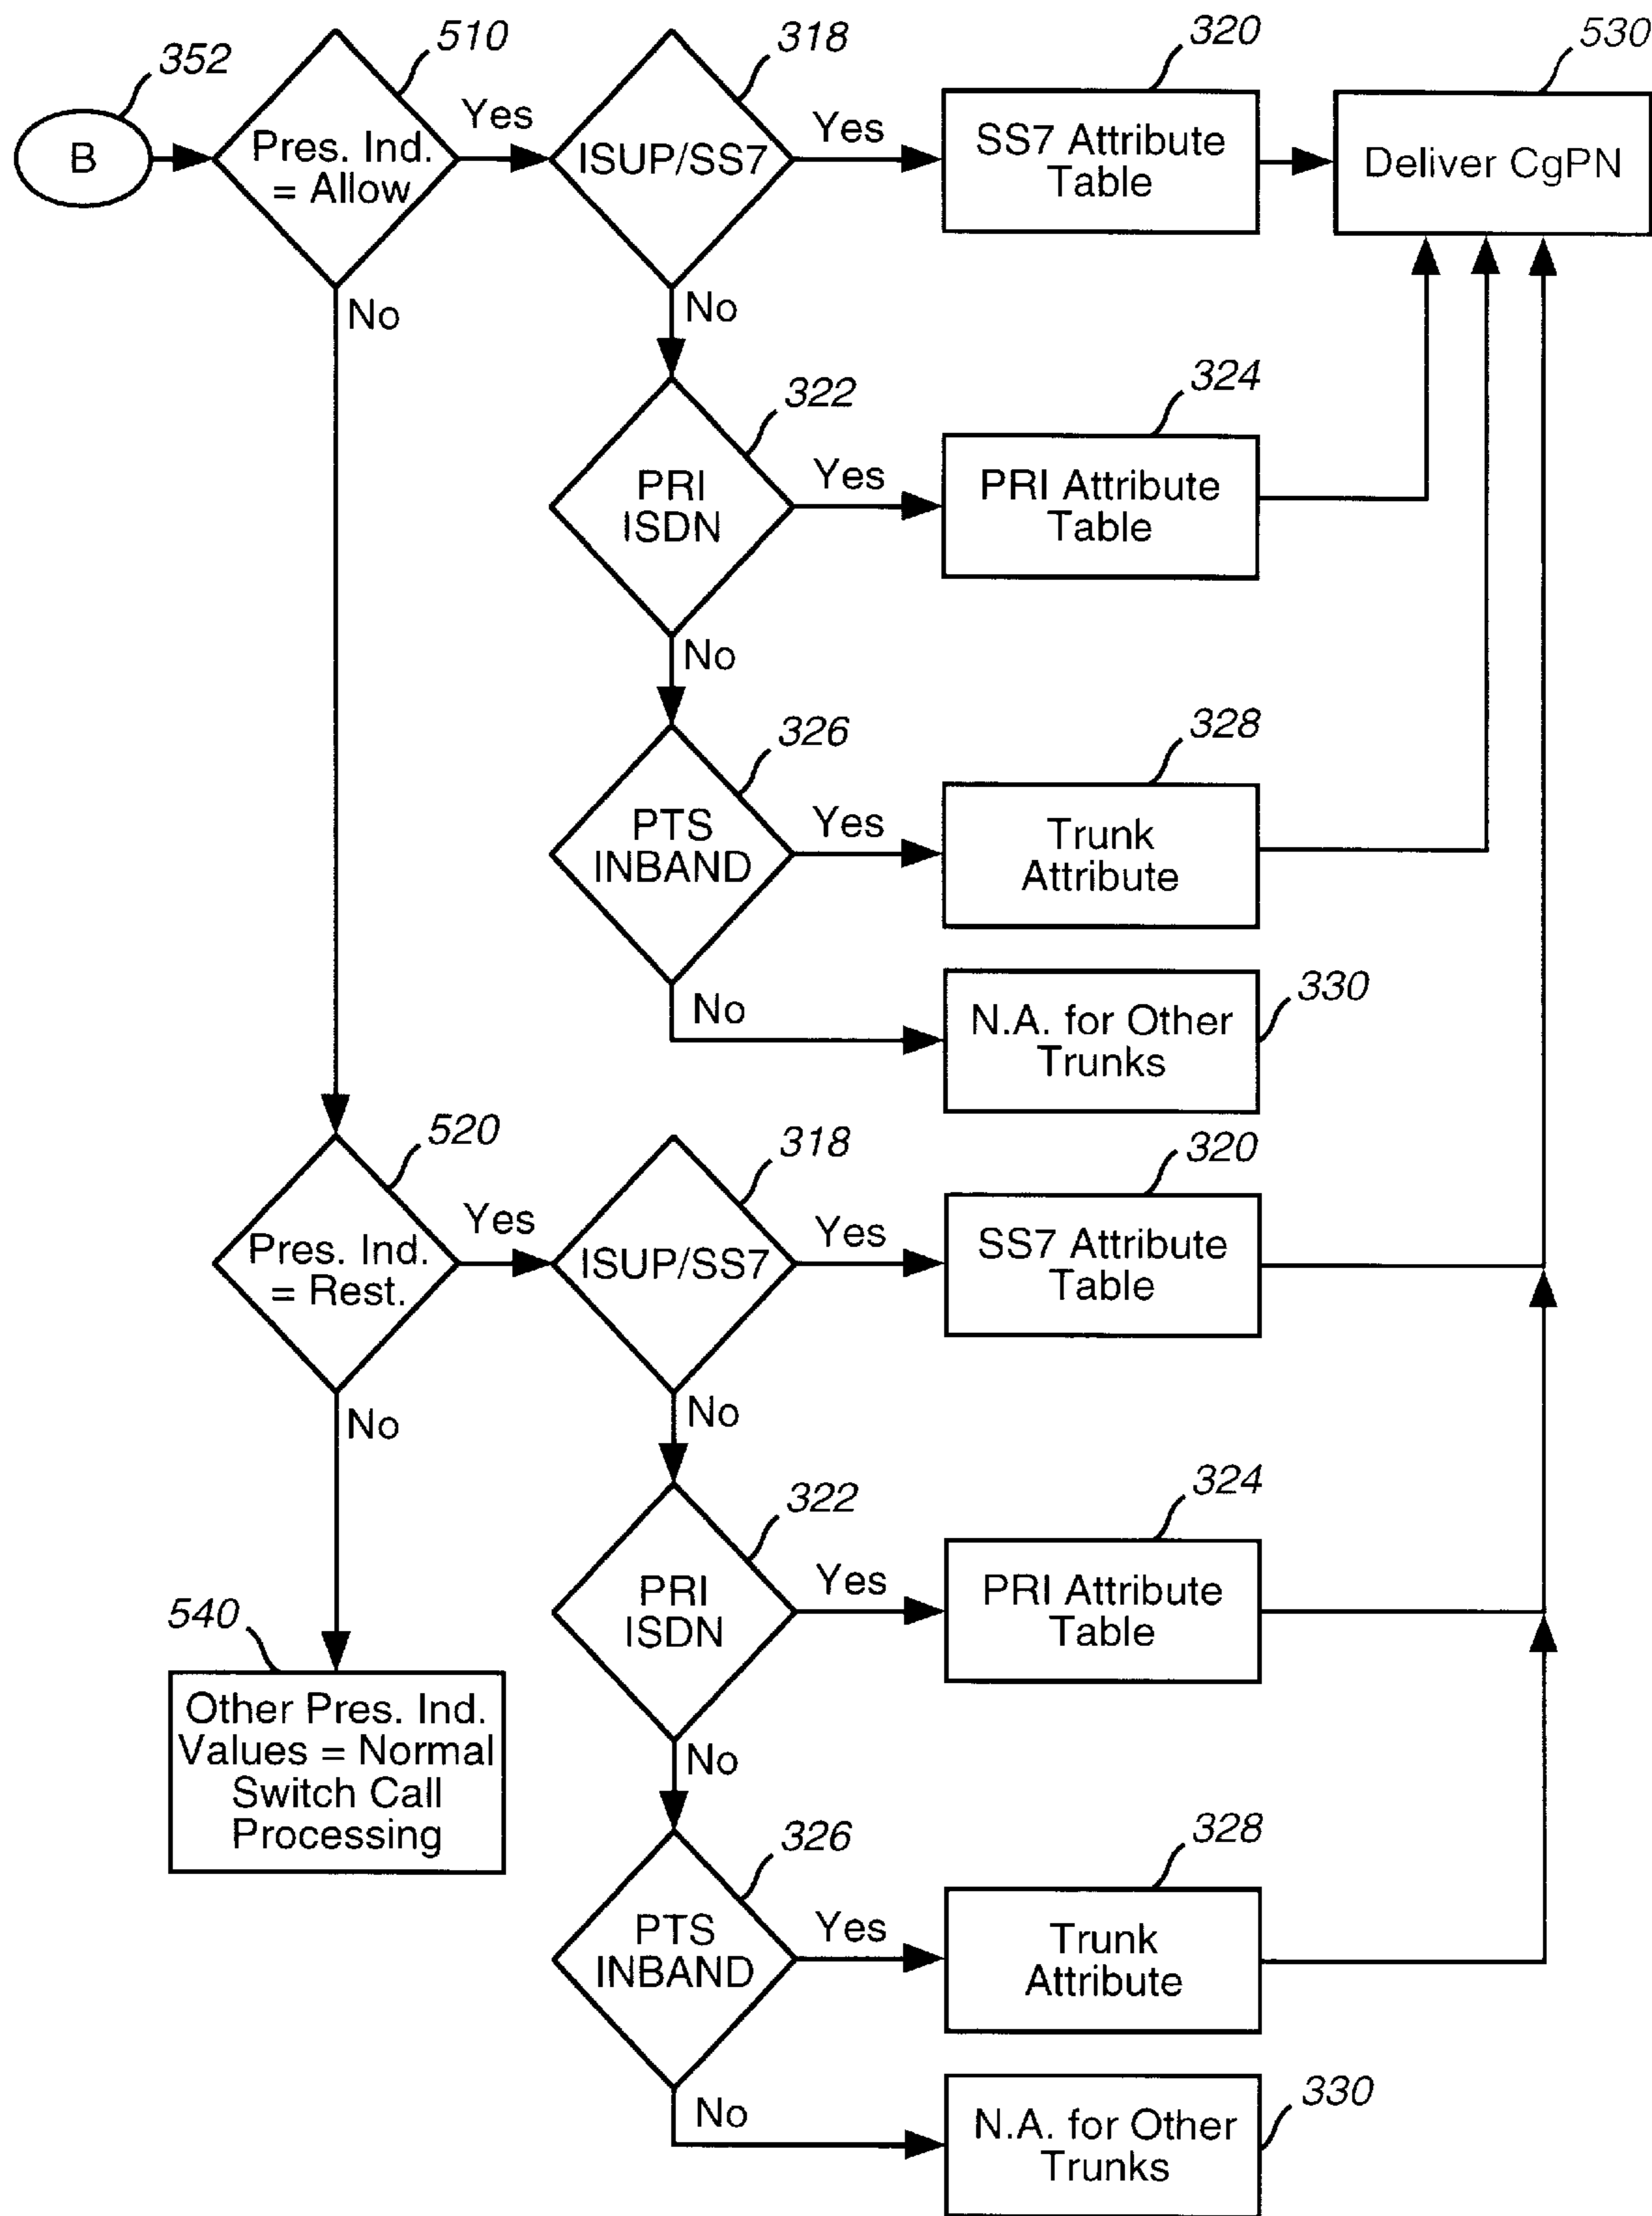 352
510
318
320
530
B
Pres. Ind.
= Allow
Yes
ISUP/SS7
Yes
SS7 Attribute
Table
Deliver CgPN
No
No
322
324
PRI
ISDN
Yes
PRI Attribute
Table
No
326
328
PTS
INBAND
Yes
Trunk
Attribute
No
330
N.A. for Other
Trunks
520
318
320
Pres. Ind.
= Rest.
Yes
ISUP/SS7
Yes
SS7 Attribute
Table
No
No
322
324
PRI
ISDN
Yes
PRI Attribute
Table
540
Other Pres. Ind.
Values = Normal
Switch Call
Processing
No
326
328
PTS
INBAND
Yes
Trunk
Attribute
No
330
N.A. for Other
Trunks